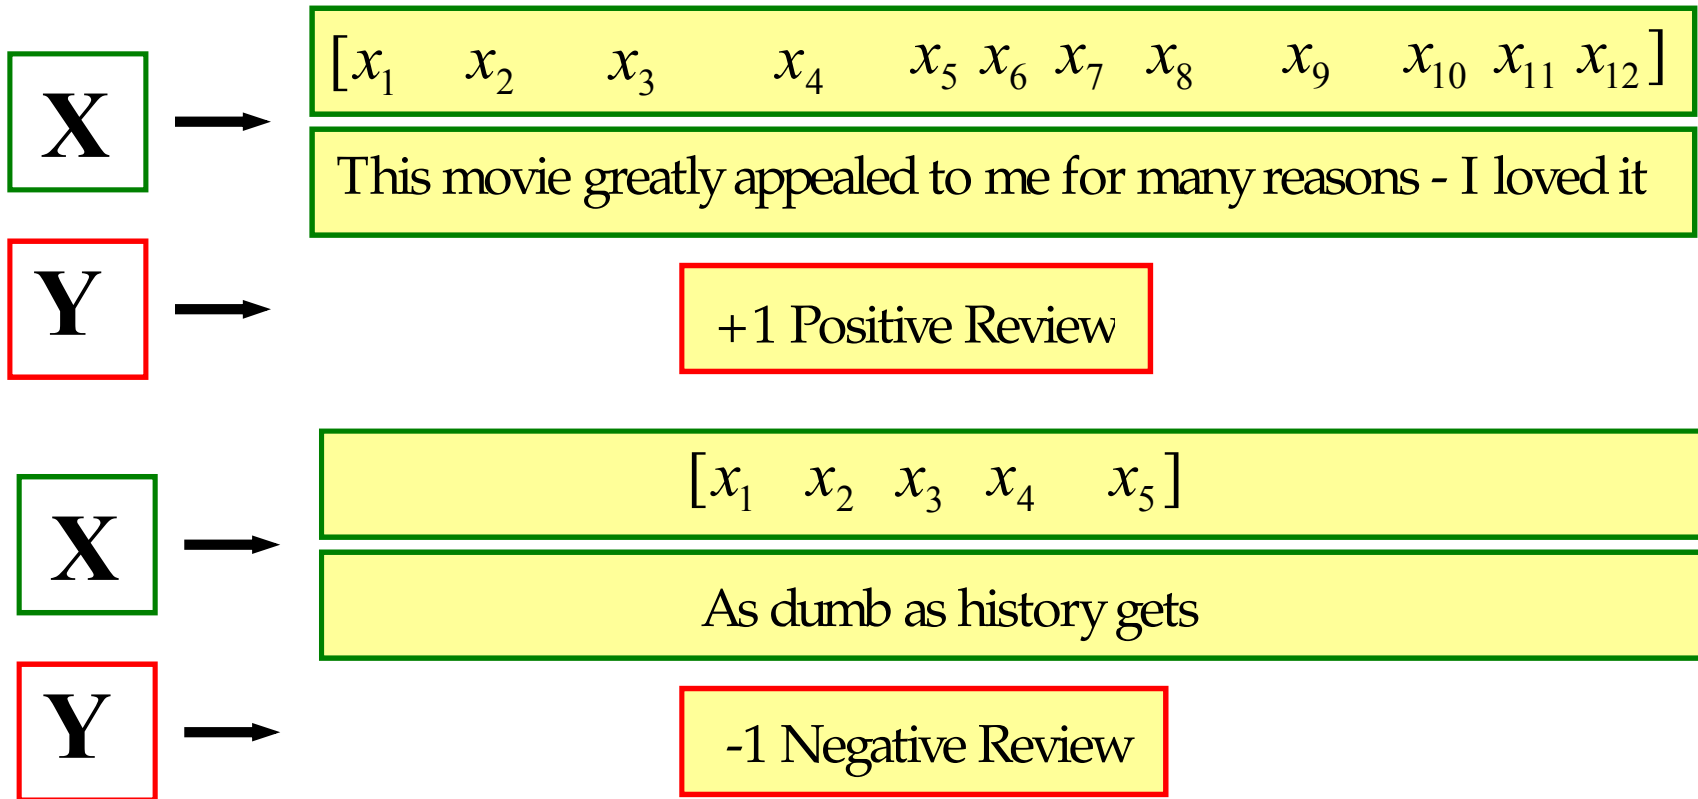 X
[x₁ x₂ x₃ x₄ x₅ x₆ x₇ x₈ x₉ x₁₀ x₁₁ x₁₂]
This movie greatly appealed to me for many reasons - I loved it
Y
+1 Positive Review
X
[x₁ x₂ x₃ x₄ x₅]
As dumb as history gets
Y
-1 Negative Review